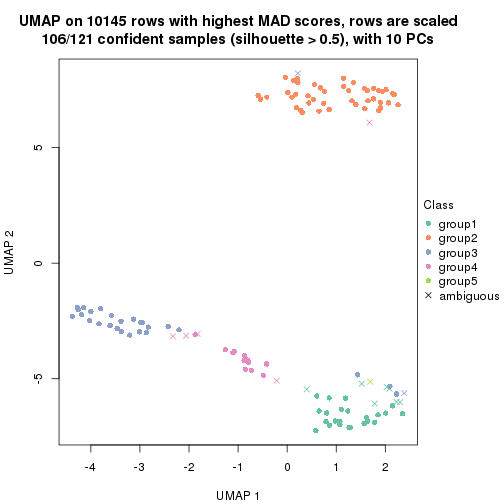 UMAP on 10145 rows with highest MAD scores, rows are scaled
106/121 confident samples (silhouette > 0.5), with 10 PCs
5
0
-5
UMAP 2
-4 -3 -2 -1 0 1 2
UMAP 1
Class
group1
group2
group3
group4
group5
ambiguous